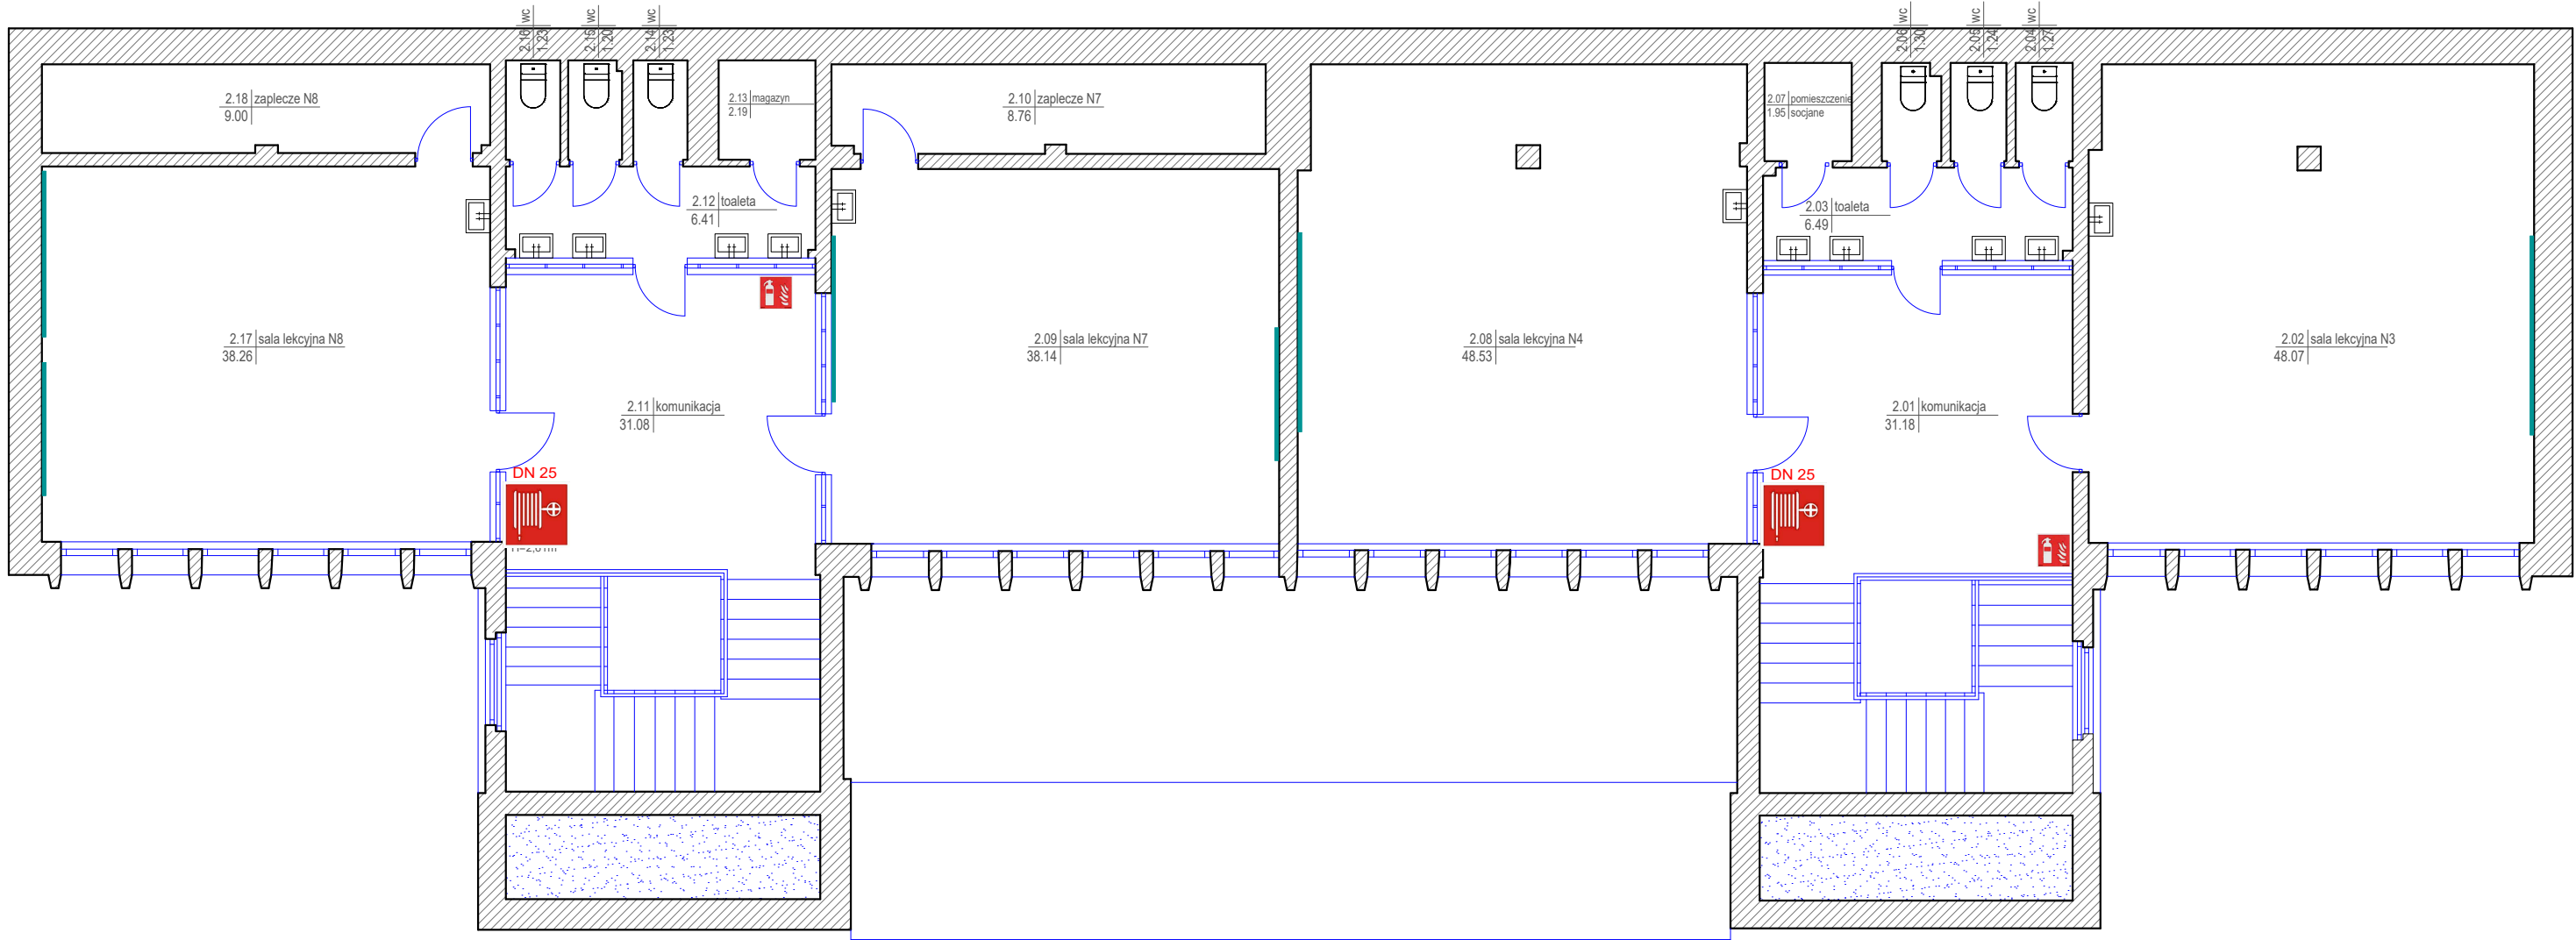 2.16 wc
1.23
2.15 wc
1.20
2.14 wc
1.23
2.06 wc
1.30
2.05 wc
1.24
2.04 wc
1.27
2.18 zaplecze N8
9.00
2.13 magazyn
2.19
2.10 zaplecze N7
8.76
2.07 pomieszczenie
1.95 socjane
2.12 toaleta
6.41
2.03 toaleta
6.49
2.17 sala lekcyjna N8
38.26
2.09 sala lekcyjna N7
38.14
2.08 sala lekcyjna N4
48.53
2.02 sala lekcyjna N3
48.07
2.11 komunikacja
31.08
2.01 komunikacja
31.18
DN 25
DN 25